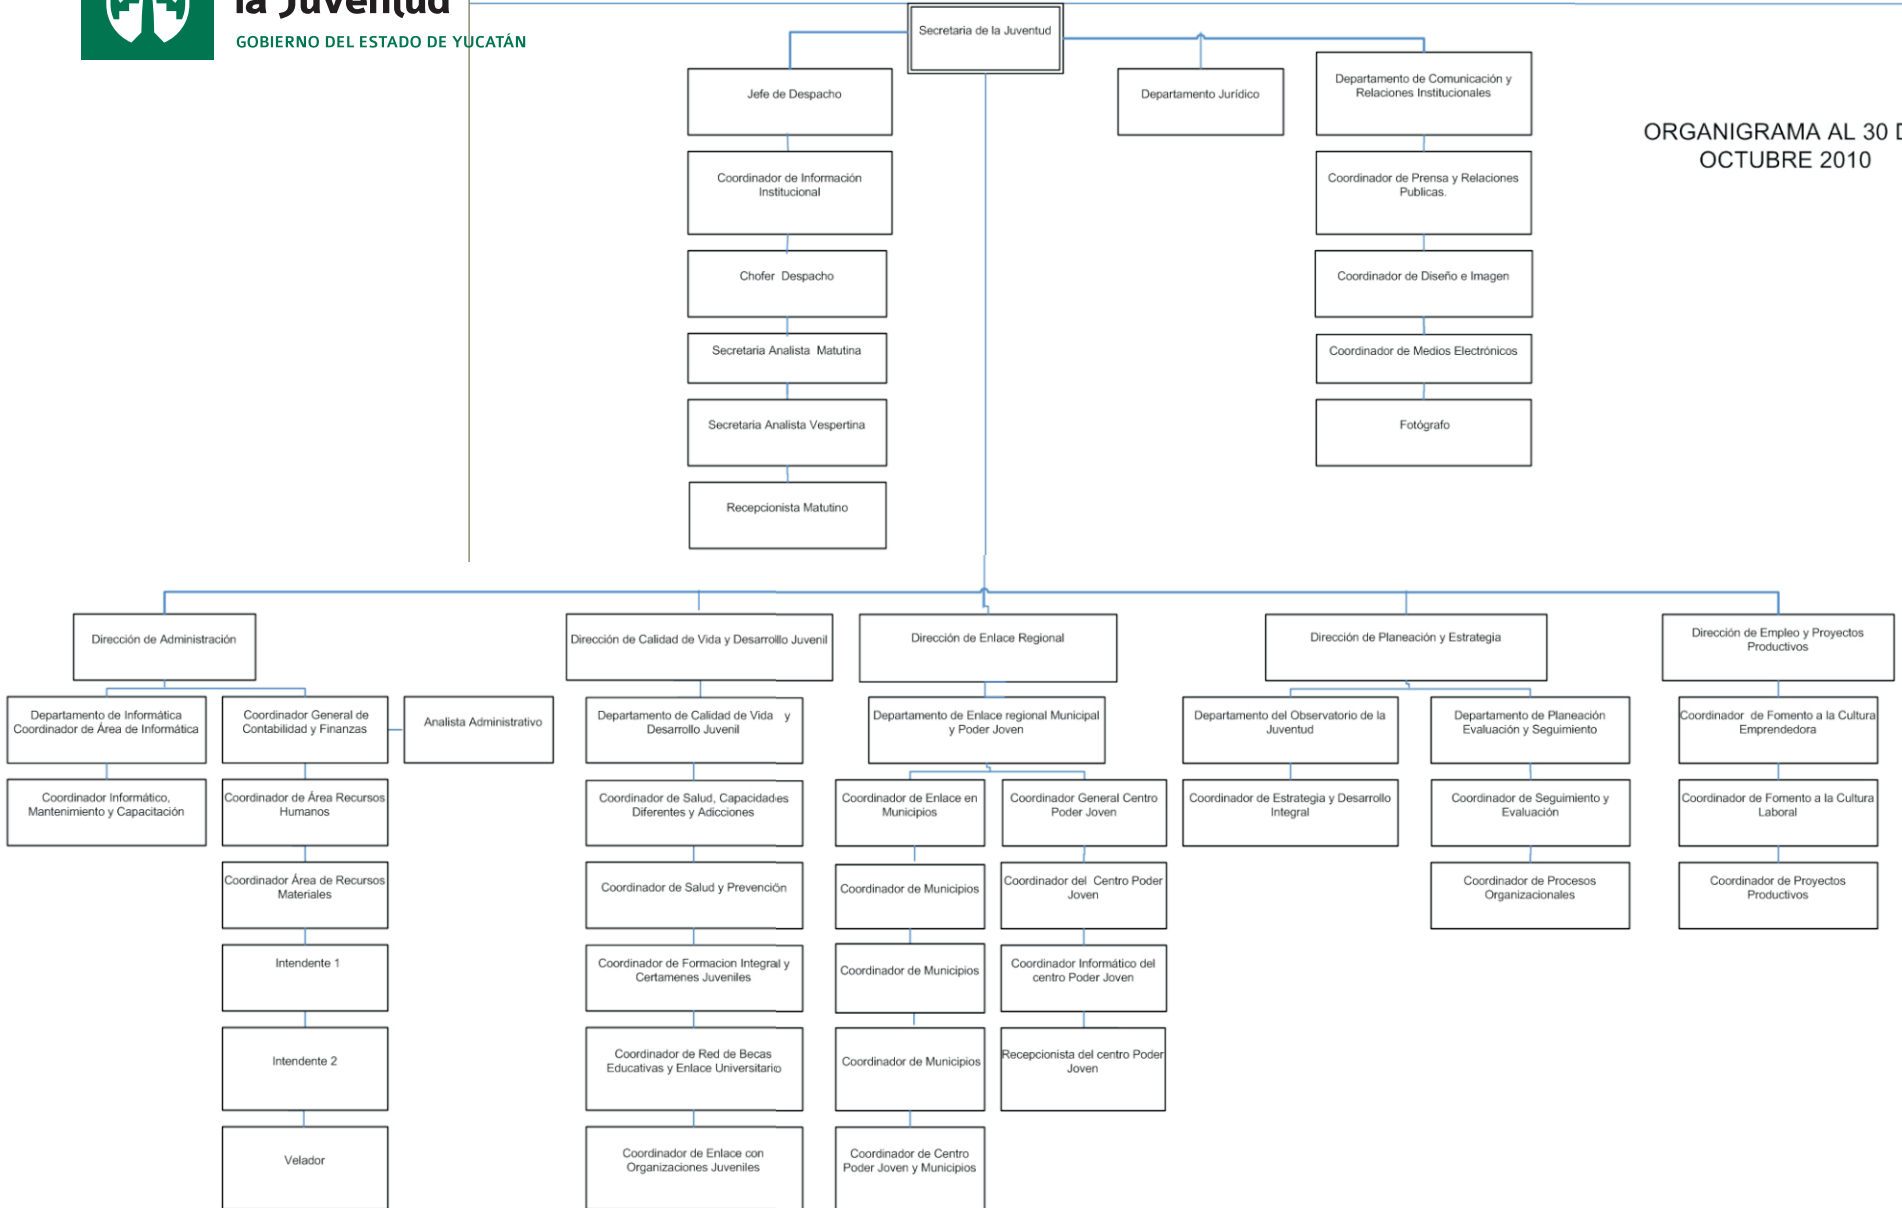 la Juventud
GOBIERNO DEL ESTADO DE YUCATÁN
Secretaria de la Juventud
Jefe de Despacho
Departamento Jurídico
Departamento de Comunicación y
Relaciones Institucionales
ORGANIGRAMA AL 30 D
OCTUBRE 2010
Coordinador de Información
Institucional
Coordinador de Prensa y Relaciones
Publicas.
Chofer Despacho
Coordinador de Diseño e Imagen
Secretaria Analista Matutina
Coordinador de Medios Electrónicos
Secretaria Analista Vespertina
Fotógrafo
Recepcionista Matutino
Dirección de Administración
Dirección de Calidad de Vida y Desarrollo Juvenil
Dirección de Enlace Regional
Dirección de Planeación y Estrategia
Dirección de Empleo y Proyectos
Productivos
Departamento de Informática
Coordinador de Área de Informática
Coordinador General de
Contabilidad y Finanzas
Analista Administrativo
Departamento de Calidad de Vida y
Desarrollo Juvenil
Departamento de Enlace regional Municipal
y Poder Joven
Departamento del Observatorio de la
Juventud
Departamento de Planeación
Evaluación y Seguimiento
Coordinador de Fomento a la Cultura
Emprendedora
Coordinador Informático,
Mantenimiento y Capacitación
Coordinador de Área Recursos
Humanos
Coordinador de Salud, Capacidades
Diferentes y Adicciones
Coordinador de Enlace en
Municipios
Coordinador General Centro
Poder Joven
Coordinador de Estrategia y Desarrollo
Integral
Coordinador de Seguimiento y
Evaluación
Coordinador de Fomento a la Cultura
Laboral
Coordinador Área de Recursos
Materiales
Coordinador de Salud y Prevención
Coordinador de Municipios
Coordinador del Centro Poder
Joven
Coordinador de Procesos
Organizacionales
Coordinador de Proyectos
Productivos
Intendente 1
Coordinador de Formacion Integral y
Certamenes Juveniles
Coordinador de Municipios
Coordinador Informático del
centro Poder Joven
Intendente 2
Coordinador de Red de Becas
Educativas y Enlace Universitario
Coordinador de Municipios
Recepcionista del centro Poder
Joven
Velador
Coordinador de Enlace con
Organizaciones Juveniles
Coordinador de Centro
Poder Joven y Municipios